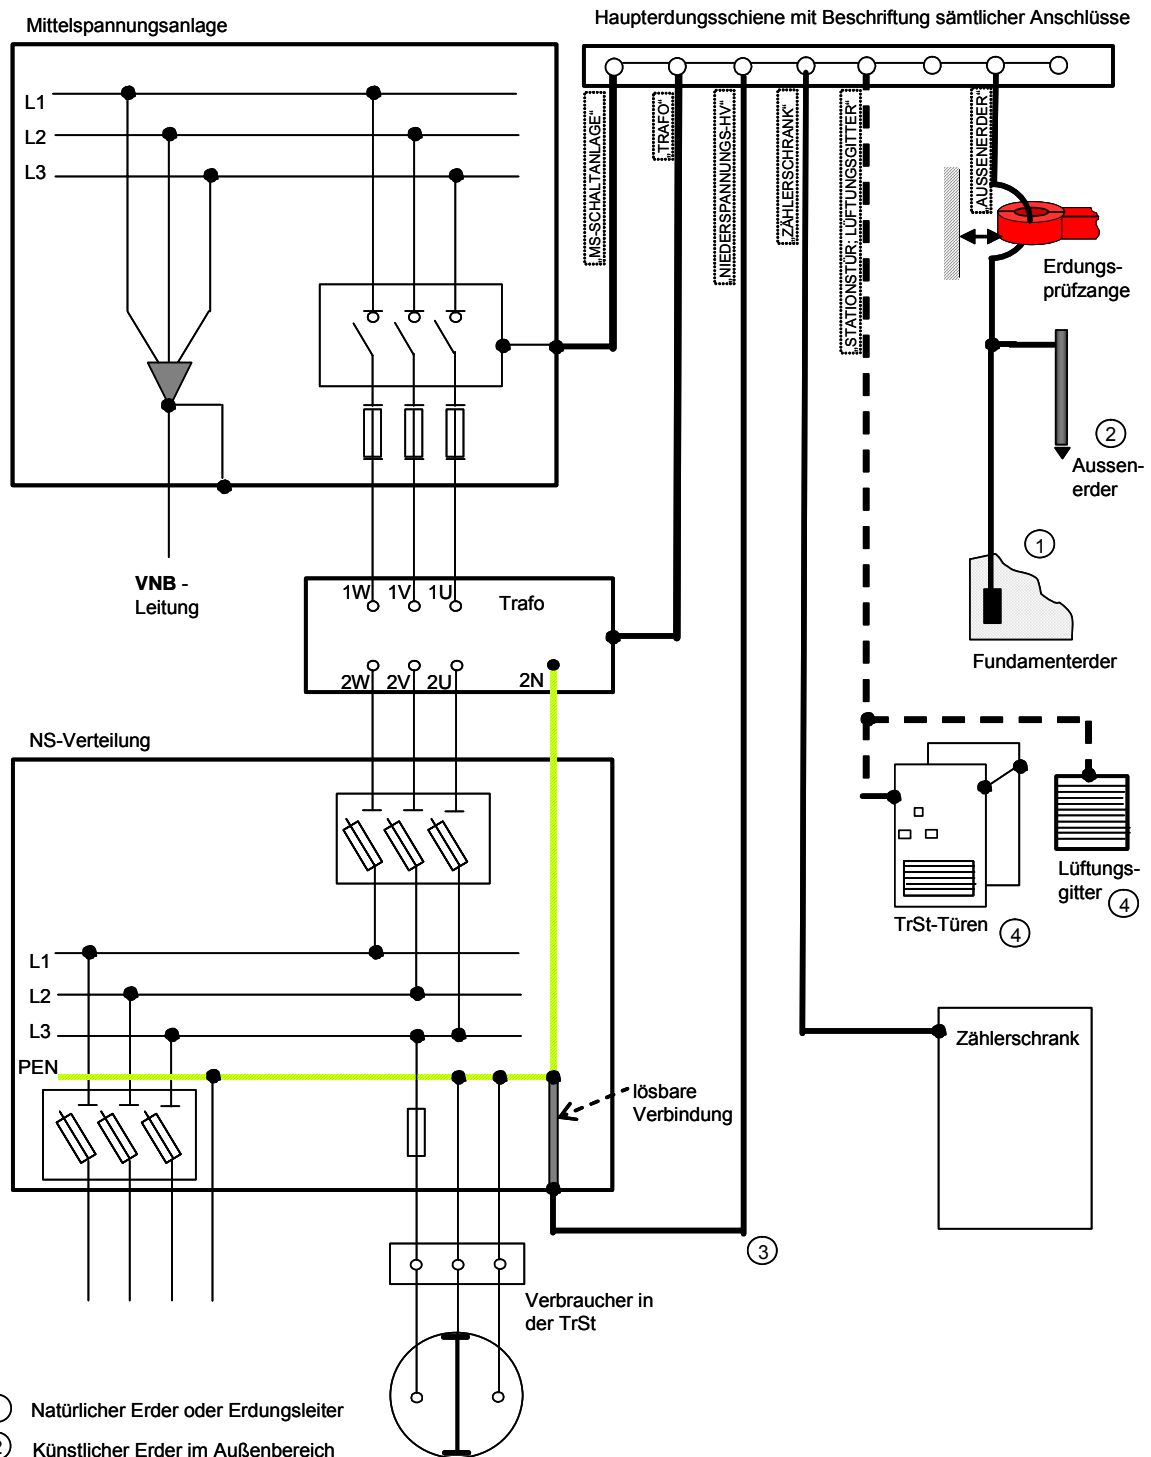 Mittelspannungsanlage
Haupterdungsschiene mit Beschriftung sämtlicher Anschlüsse
L1
L2
L3
„MS-SCHALTANLAGE“
„TRAFO“
„NIEDERSPANNUNGS-HV“
„ZÄHLERSCHRANK“
„STATIONSTÜR; LÜFTUNGSGITTER“
„AUSSENERDER“
Erdungs-
prüfzange
2
Aussen-
erder
1
Fundamenterder
VNB -
Leitung
1W
1V
1U
Trafo
2W
2V
2U
2N
NS-Verteilung
L1
L2
L3
PEN
lösbare
Verbindung
Lüftungs-
gitter 4
TrSt-Türen 4
Zählerschrank
3
Verbraucher in
der TrSt
Natürlicher Erder oder Erdungsleiter
2 Künstlicher Erder im Außenbereich